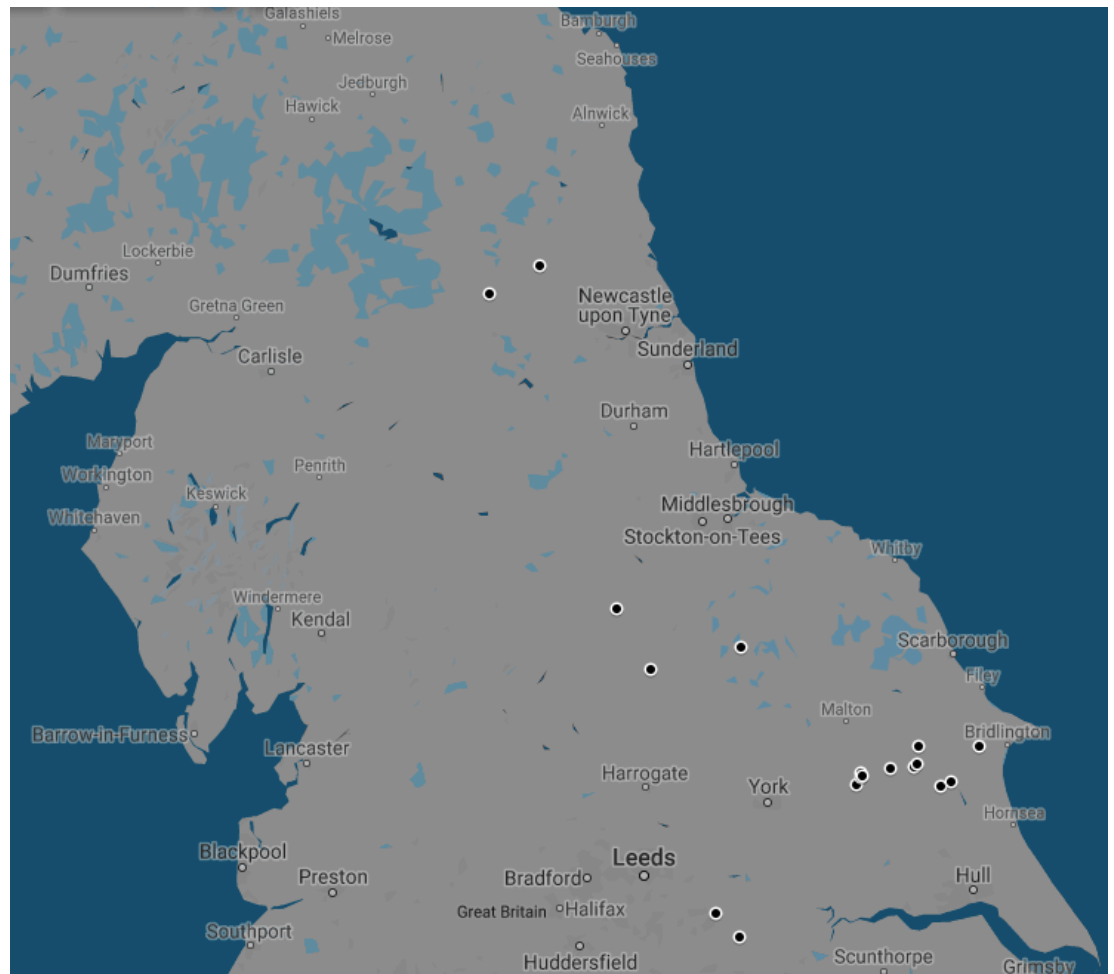 Galashiels
Bamburgh
Melrose
Seahouses
Jedburgh
Hawick
Alnwick
Lockerbie
Dumfries
Newcastle
upon Tyne
Gretna Green
Sunderland
Carlisle
Durham
Maryport
Hartlepool
Penrith
Workington
Keswick
Middlesbrough
Whitehaven
Stockton-on-Tees
Whitby
Windermere
Kendal
Scarborough
Filey
Malton
Barrow-in-Furness
Bridlington
Lancaster
Harrogate
York
Hornsea
Blackpool
Leeds
Preston
Bradford
Hull
Great Britain
Halifax
Southport
Huddersfield
Scunthorpe
Grimsby